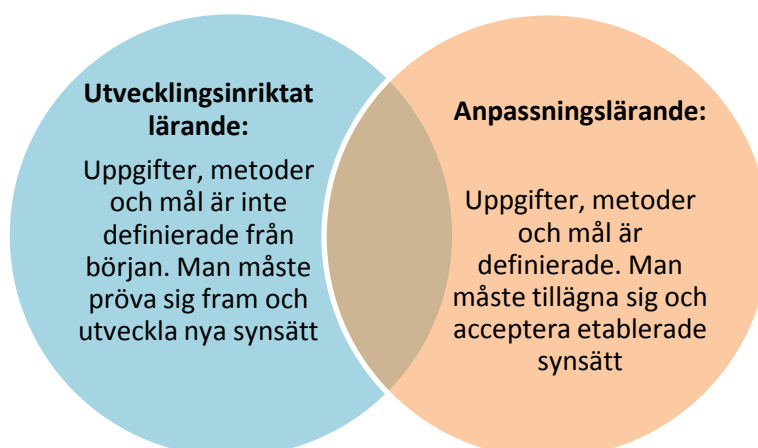 Utvecklingsinriktat
lärande:
Uppgifter, metoder
och mål är inte
definierade från
början. Man måste
pröva sig fram och
utveckla nya synsätt
Anpassningslärande:
Uppgifter, metoder
och mål är
definierade. Man
måste tillägna sig och
acceptera etablerade
synsätt